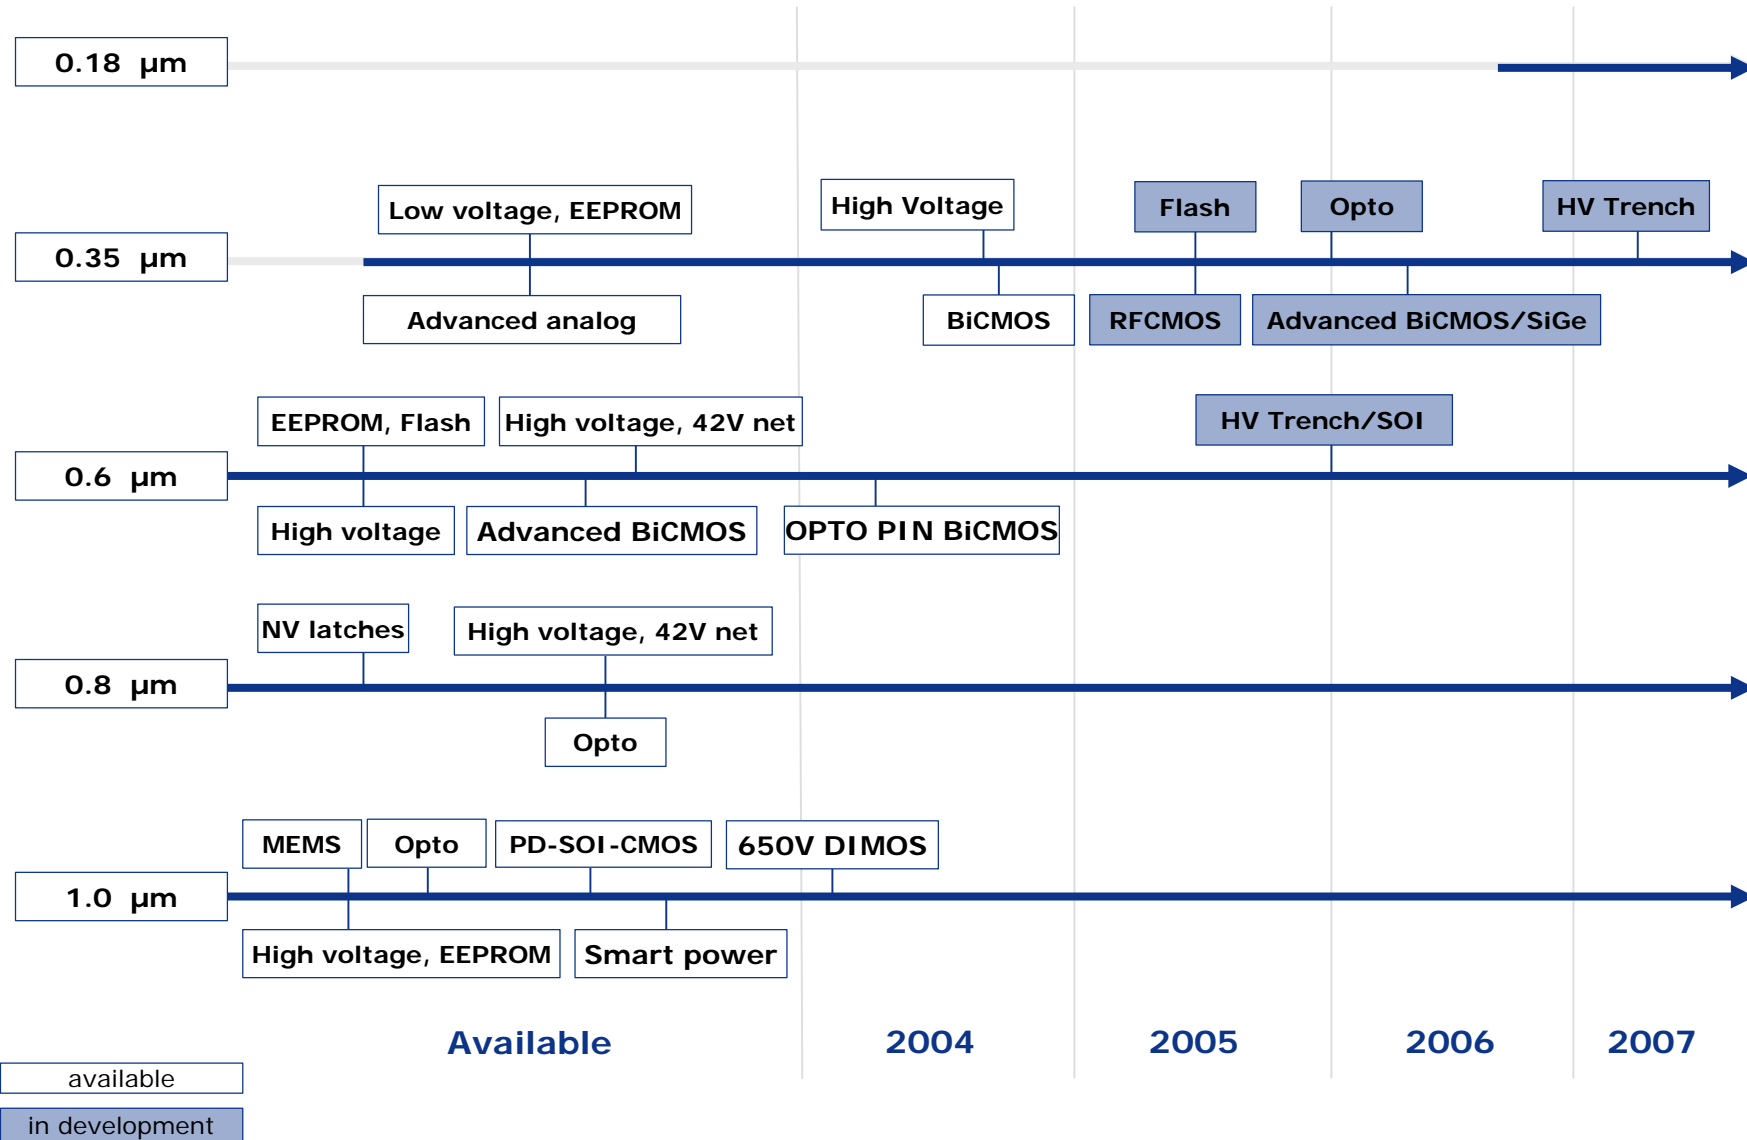 0.18 µm
Low voltage, EEPROM
High Voltage
Flash
Opto
HV Trench
0.35 µm
Advanced analog
BiCMOS
RFCMOS
Advanced BiCMOS/SiGe
EEPROM, Flash
High voltage, 42V net
HV Trench/SOI
0.6 µm
High voltage
Advanced BiCMOS
OPTO PIN BiCMOS
NV latches
High voltage, 42V net
0.8 µm
Opto
MEMS
Opto
PD-SOI-CMOS
650V DIMOS
1.0 µm
High voltage, EEPROM
Smart power
Available
2004
2005
2006
2007
available
in development